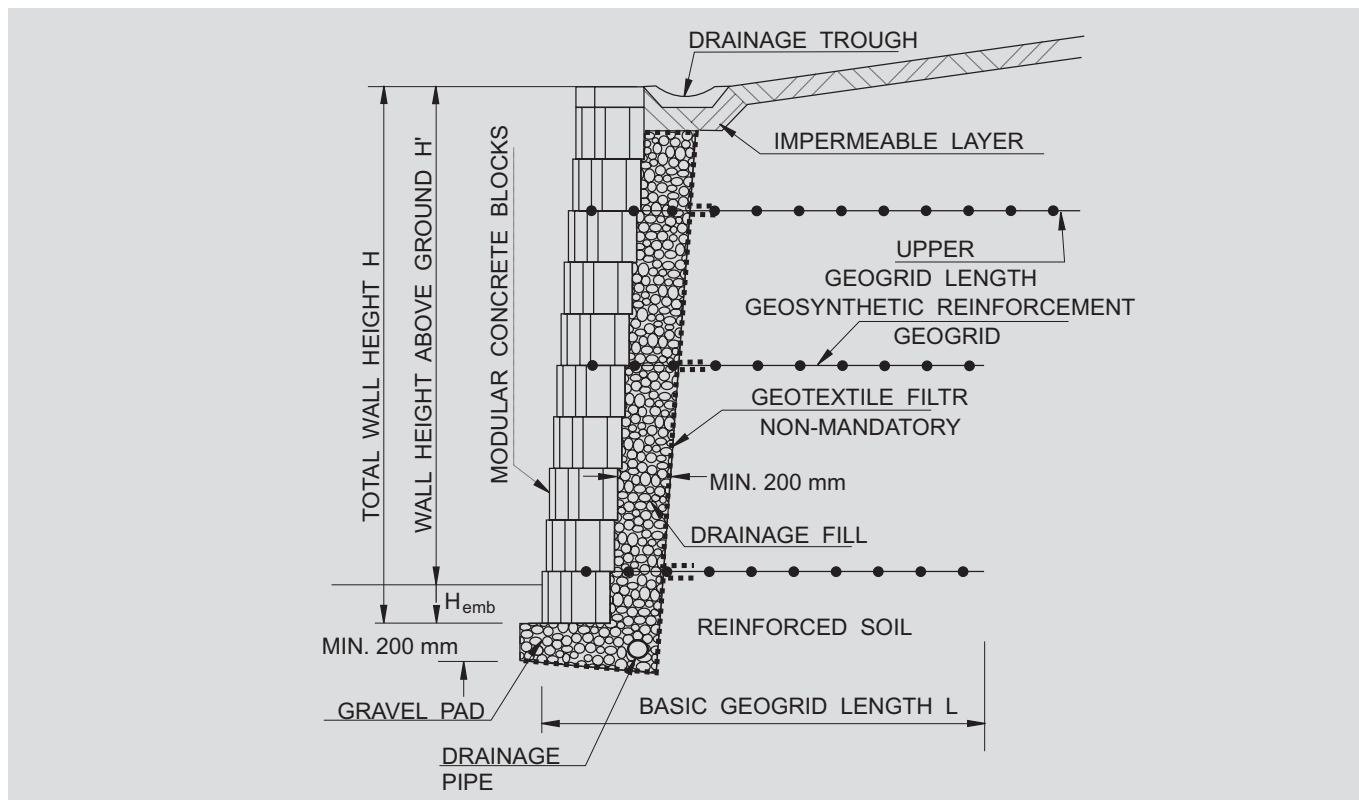 DRAINAGE TROUGH
IMPERMEABLE LAYER
TOTAL WALL HEIGHT H
WALL HEIGHT ABOVE GROUND H'
MODULAR CONCRETE BLOCKS
UPPER
GEOGRID LENGTH
GEOSYNTHETIC REINFORCEMENT
GEOGRID
GEOTEXTILE FILTR
NON-MANDATORY
MIN. 200 mm
DRAINAGE FILL
Hemb
REINFORCED SOIL
MIN. 200 mm
GRAVEL PAD
BASIC GEOGRID LENGTH L
DRAINAGE
PIPE